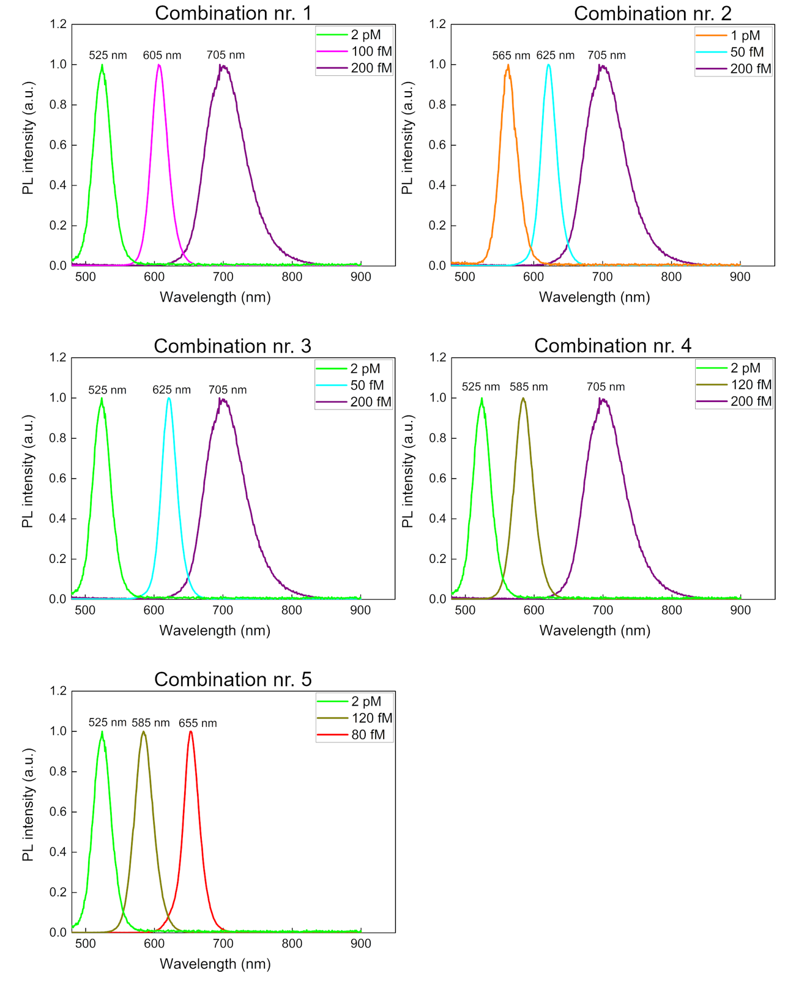 Combination nr. 1
1.2
1.0
0.8
0.6
0.4
0.2
0.0
PL intensity (a.u.)
525 nm 605 nm 705 nm
2 pM
100 fM
200 fM
500 600 700 800 900
Wavelength (nm)
Combination nr. 2
1.2
1.0
0.8
0.6
0.4
0.2
0.0
PL intensity (a.u.)
565 nm 625 nm 705 nm
1 pM
50 fM
200 fM
500 600 700 800 900
Wavelength (nm)
Combination nr. 3
1.2
1.0
0.8
0.6
0.4
0.2
0.0
PL intensity (a.u.)
525 nm 625 nm 705 nm
2 pM
50 fM
200 fM
500 600 700 800 900
Wavelength (nm)
Combination nr. 4
1.2
1.0
0.8
0.6
0.4
0.2
0.0
PL intensity (a.u.)
525 nm 585 nm 705 nm
2 pM
120 fM
200 fM
500 600 700 800 900
Wavelength (nm)
Combination nr. 5
1.2
1.0
0.8
0.6
0.4
0.2
0.0
PL intensity (a.u.)
525 nm 585 nm 655 nm
2 pM
120 fM
80 fM
500 600 700 800 900
Wavelength (nm)